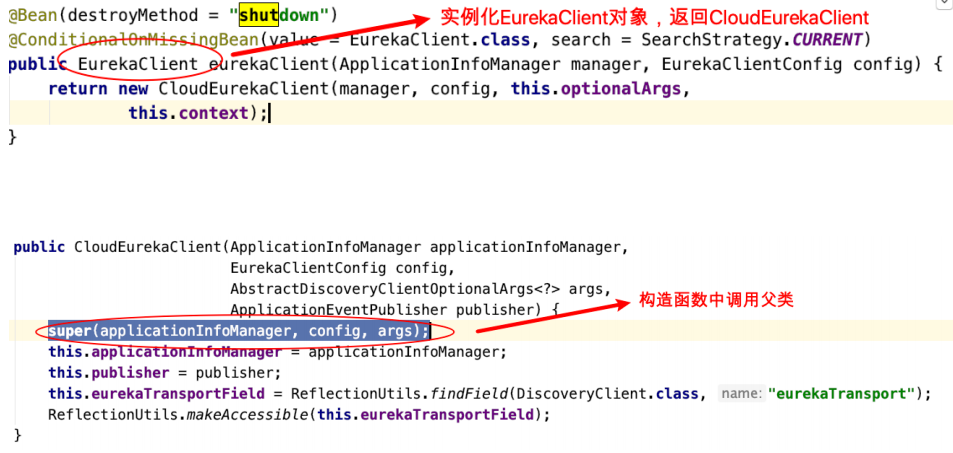 @Bean(destroyMethod = "shutdown")
实例化EurekaClient对象，返回CloudEurekaClient
@ConditionalOnMissingBean(value = EurekaClient.class, search = SearchStrategy.CURRENT)
public EurekaClient eurekaClient(ApplicationInfoManager manager, EurekaClientConfig config) {
return new CloudEurekaClient(manager, config, this.optionalArgs,
this.context);
}
public CloudEurekaClient(ApplicationInfoManager applicationInfoManager,
EurekaClientConfig config,
AbstractDiscoveryClientOptionalArgs<?> args,
ApplicationEventPublisher publisher) {
构造函数中调用父类
super(applicationInfoManager, config, args);
this.applicationInfoManager = applicationInfoManager;
this.publisher = publisher;
this.eurekaTransportField = ReflectionUtils.findField(DiscoveryClient.class, name: "eurekaTransport");
ReflectionUtils.makeAccessible(this.eurekaTransportField);
}